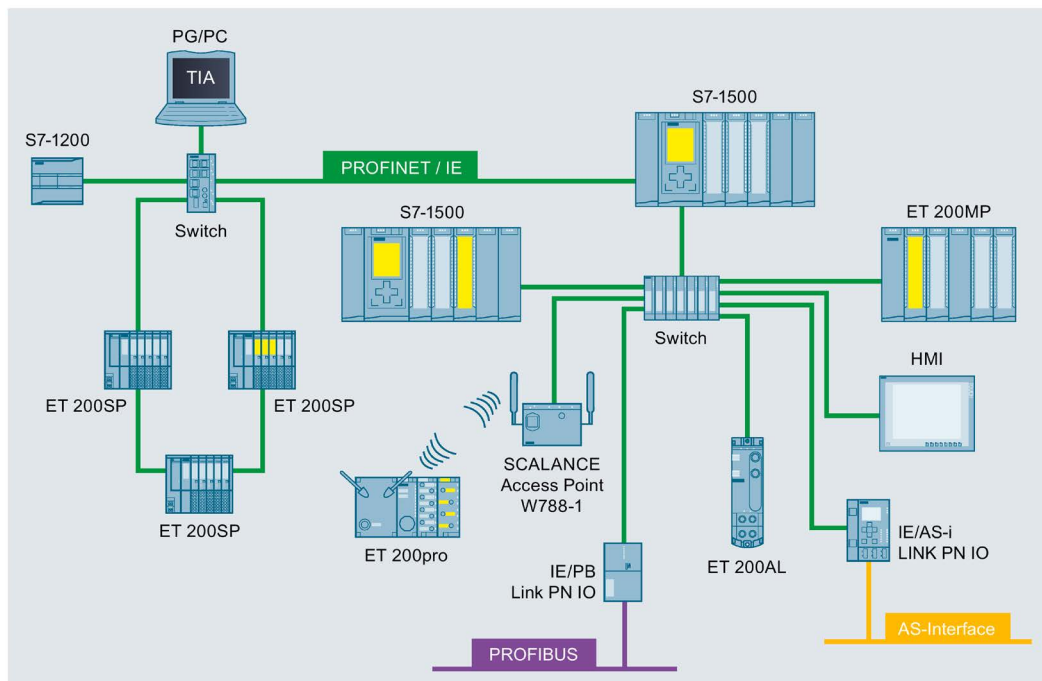 PG/PC
TIA
S7-1200
S7-1500
PROFINET / IE
Switch
S7-1500
ET 200MP
Switch
HMI
ET 200SP
ET 200SP
SCALANCE
Access Point
W788-1
ET 200SP
ET 200pro
IE/PB
Link PN IO
ET 200AL
IE/AS-i
LINK PN IO
AS-Interface
PROFIBUS